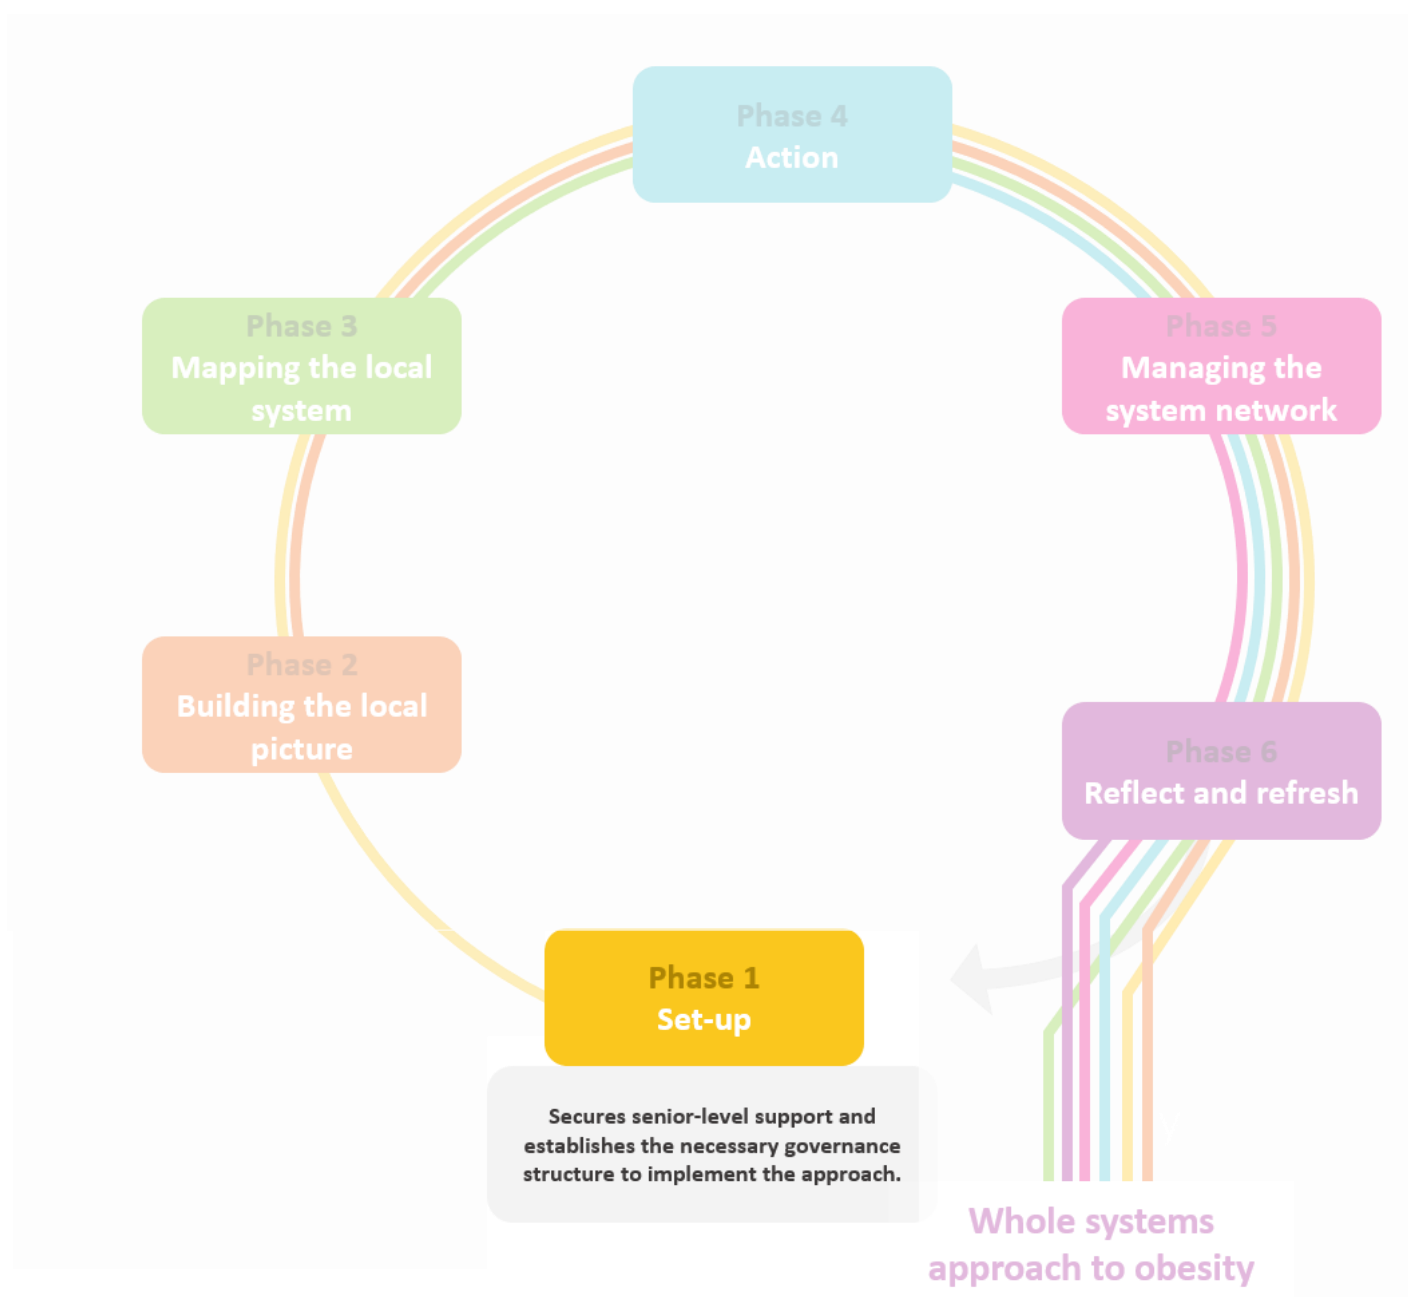 Phase 4
Action
Phase 3
Mapping the local
system
Phase 5
Managing the
system network
Phase 2
Building the local
picture
Phase 6
Reflect and refresh
Phase 1
Set-up
Secures senior-level support and
establishes the necessary governance
structure to implement the approach.
Whole systems
approach to obesity